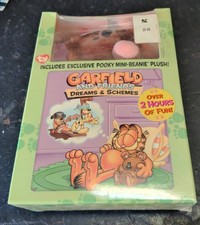 INCLUDES EXCLUSIVE POOKY MINI-BEANIE PLUSH!
GARFIELD
AND FRIENDS
DREAMS & SCHEMES
OVER
2 HOURS
OF FUN!